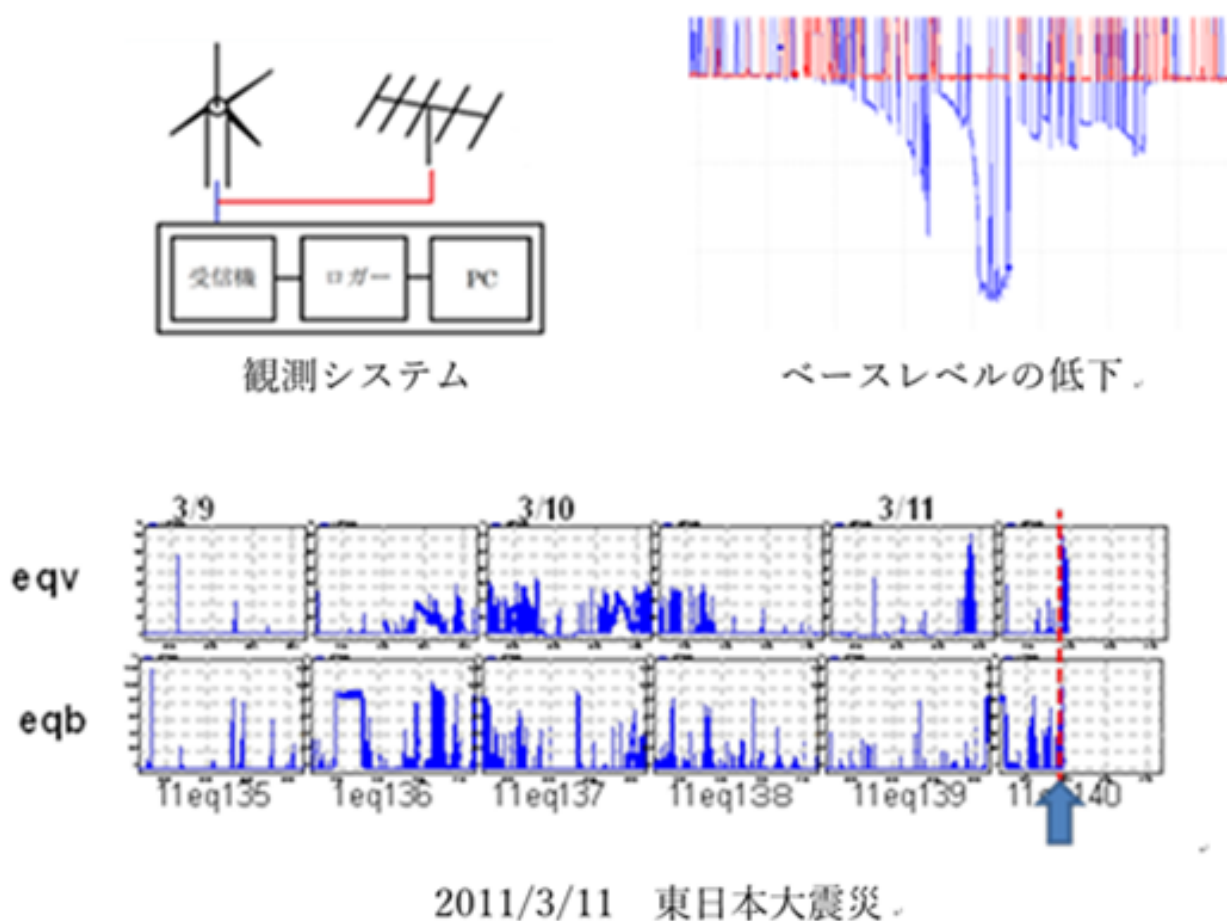 受信機
ロガー
PC
観測システム
ベースレベルの低下
3/9
3/10
3/11
eqv
eqb
11eq135
1eq136
11eq137
11eq138
11eq139
2011/3/11 東日本大震災